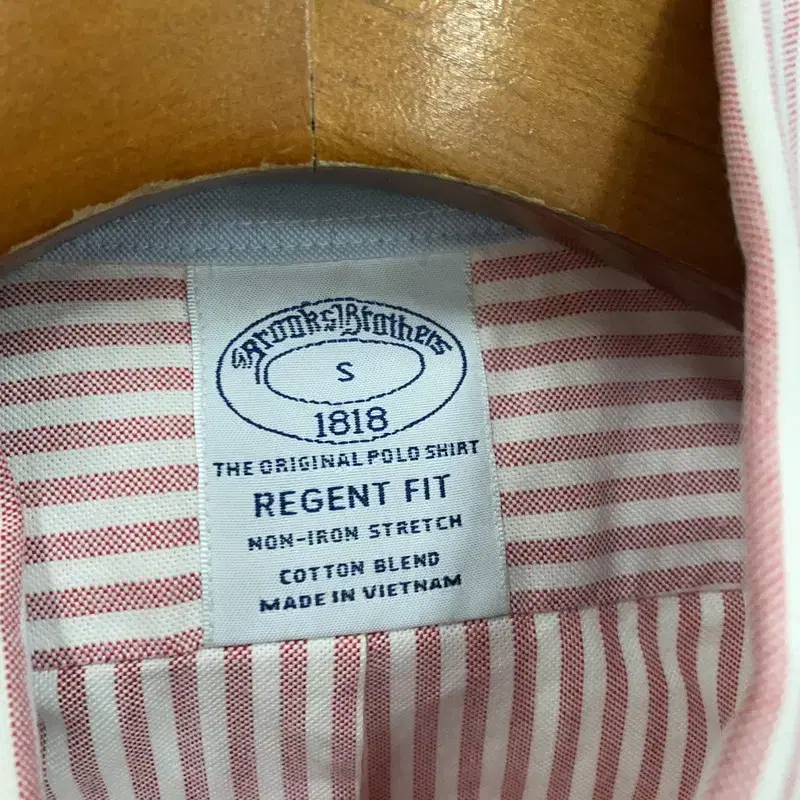 Brooks Brothers
S
1818
THE ORIGINAL POLO SHIRT
REGENT FIT
NON-IRON STRETCH
COTTON BLEND
MADE IN VIETNAM